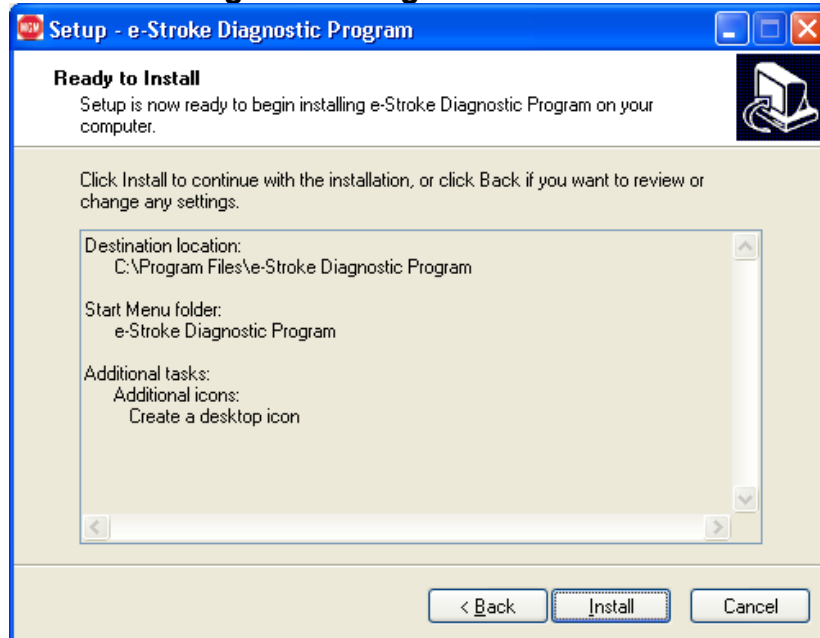 MGM Setup - e-Stroke Diagnostic Program
Ready to Install
Setup is now ready to begin installing e-Stroke Diagnostic Program on your
computer.
Click Install to continue with the installation, or click Back if you want to review or
change any settings.
Destination location:
C:\Program Files\e-Stroke Diagnostic Program
Start Menu folder:
e-Stroke Diagnostic Program
Additional tasks:
Additional icons:
Create a desktop icon
< Back Install Cancel